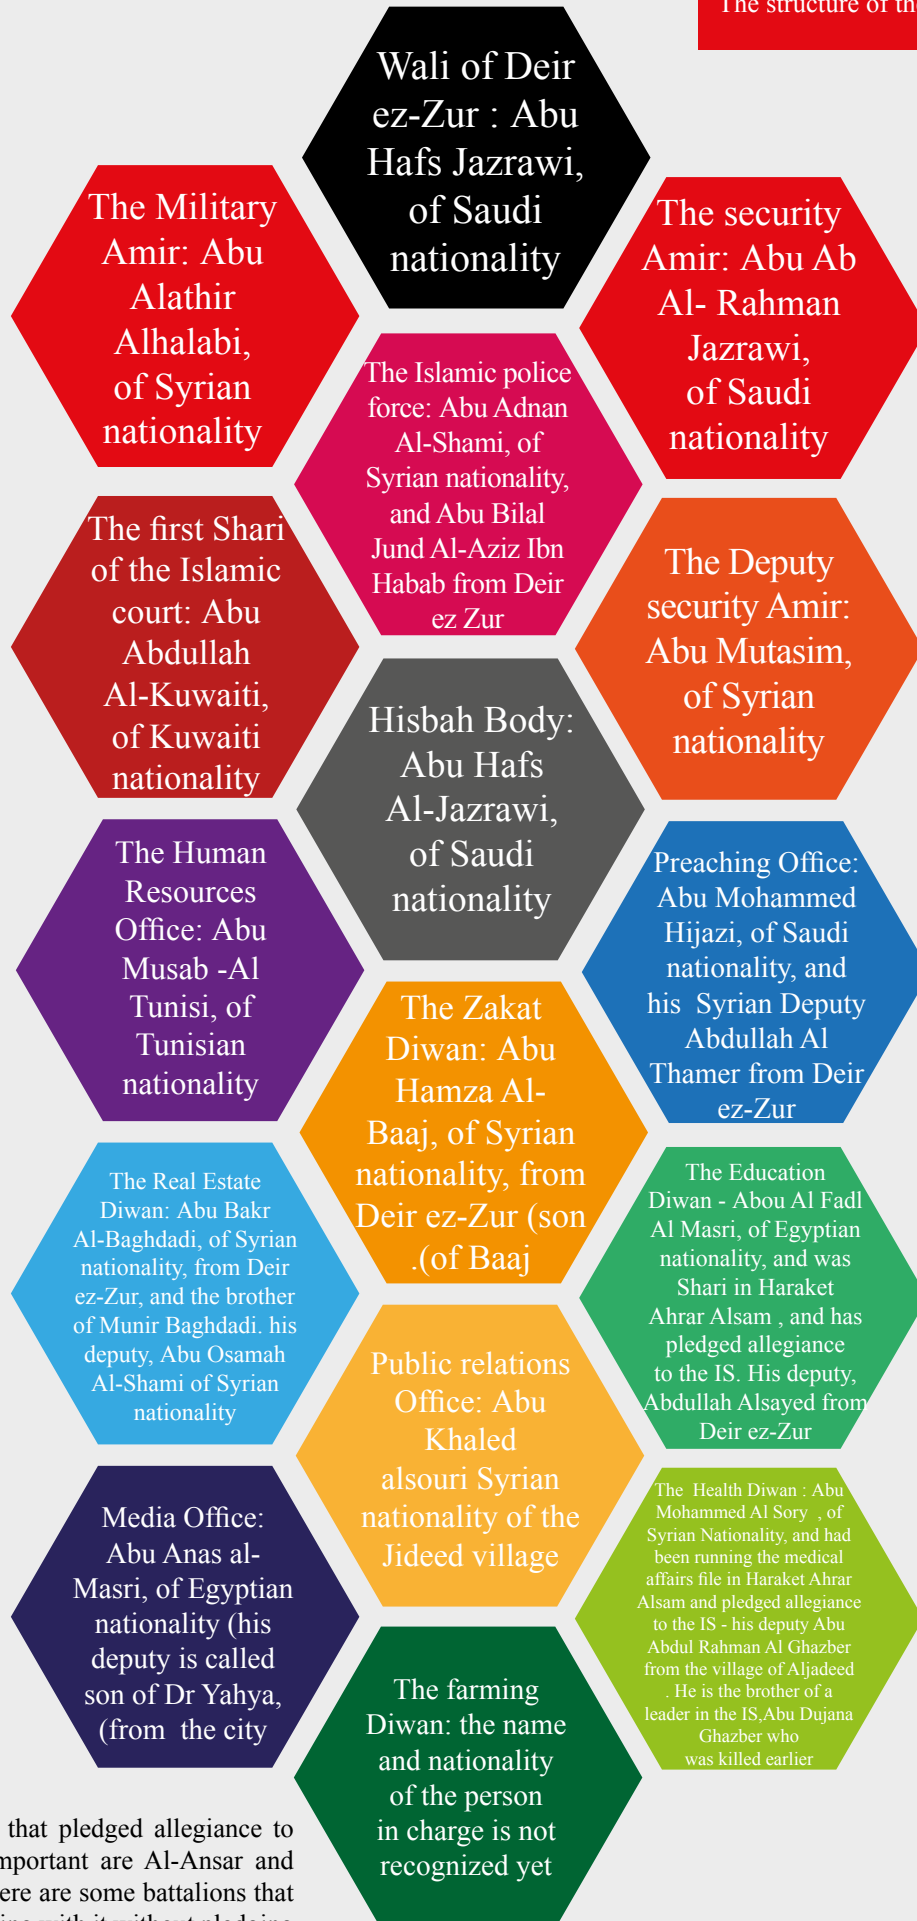 The structure of the
Wali of Deir
ez-Zur : Abu
Hafs Jazrawi,
of Saudi
nationality
The Military
Amir: Abu
Alathir
Alhalabi,
of Syrian
nationality
The security
Amir: Abu Ab
Al- Rahman
Jazrawi,
of Saudi
nationality
The Islamic police
force: Abu Adnan
Al-Shami, of
Syrian nationality,
and Abu Bilal
Jund Al-Aziz Ibn
Habab from Deir
ez Zur
The first Shari
of the Islamic
court: Abu
Abdullah
Al-Kuwaiti,
of Kuwaiti
nationality
The Deputy
security Amir:
Abu Mutasim,
of Syrian
nationality
Hisbah Body:
Abu Hafs
Al-Jazrawi,
of Saudi
nationality
The Human
Resources
Office: Abu
Musab -Al
Tunisi, of
Tunisian
nationality
Preaching Office:
Abu Mohammed
Hijazi, of Saudi
nationality, and
his Syrian Deputy
Abdullah Al
Thamer from Deir
ez-Zur
The Zakat
Diwan: Abu
Hamza Al-
Baaj, of Syrian
nationality, from
Deir ez-Zur (son
.(of Baaj
The Real Estate
Diwan: Abu Bakr
Al-Baghdadi, of Syrian
nationality, from Deir
ez-Zur, and the brother
of Munir Baghdadi. his
deputy, Abu Osamah
Al-Shami of Syrian
nationality
The Education
Diwan - Abou Al Fadl
Al Masri, of Egyptian
nationality, and was
Shari in Haraket
Ahrar Alsam , and has
pledged allegiance
to the IS. His deputy,
Abdullah Alsayed from
Deir ez-Zur
Public relations
Office: Abu
Khaled
alsouri Syrian
nationality of the
Jideed village
Media Office:
Abu Anas al-
Masri, of Egyptian
nationality (his
deputy is called
son of Dr Yahya,
(from the city
The Health Diwan : Abu
Mohammed Al Sory , of
Syrian Nationality, and had
been running the medical
affairs file in Haraket Ahrar
Alsam and pledged allegiance
to the IS - his deputy Abu
Abdul Rahman Al Ghazber
from the village of Aljadeed
. He is the brother of a
leader in the IS,Abu Dujana
Ghazber who
was killed earlier
The farming
Diwan: the name
and nationality
of the person
in charge is not
recognized yet
that pledged allegiance to
mportant are Al-Ansar and
ere are some battalions that
with it without pledging